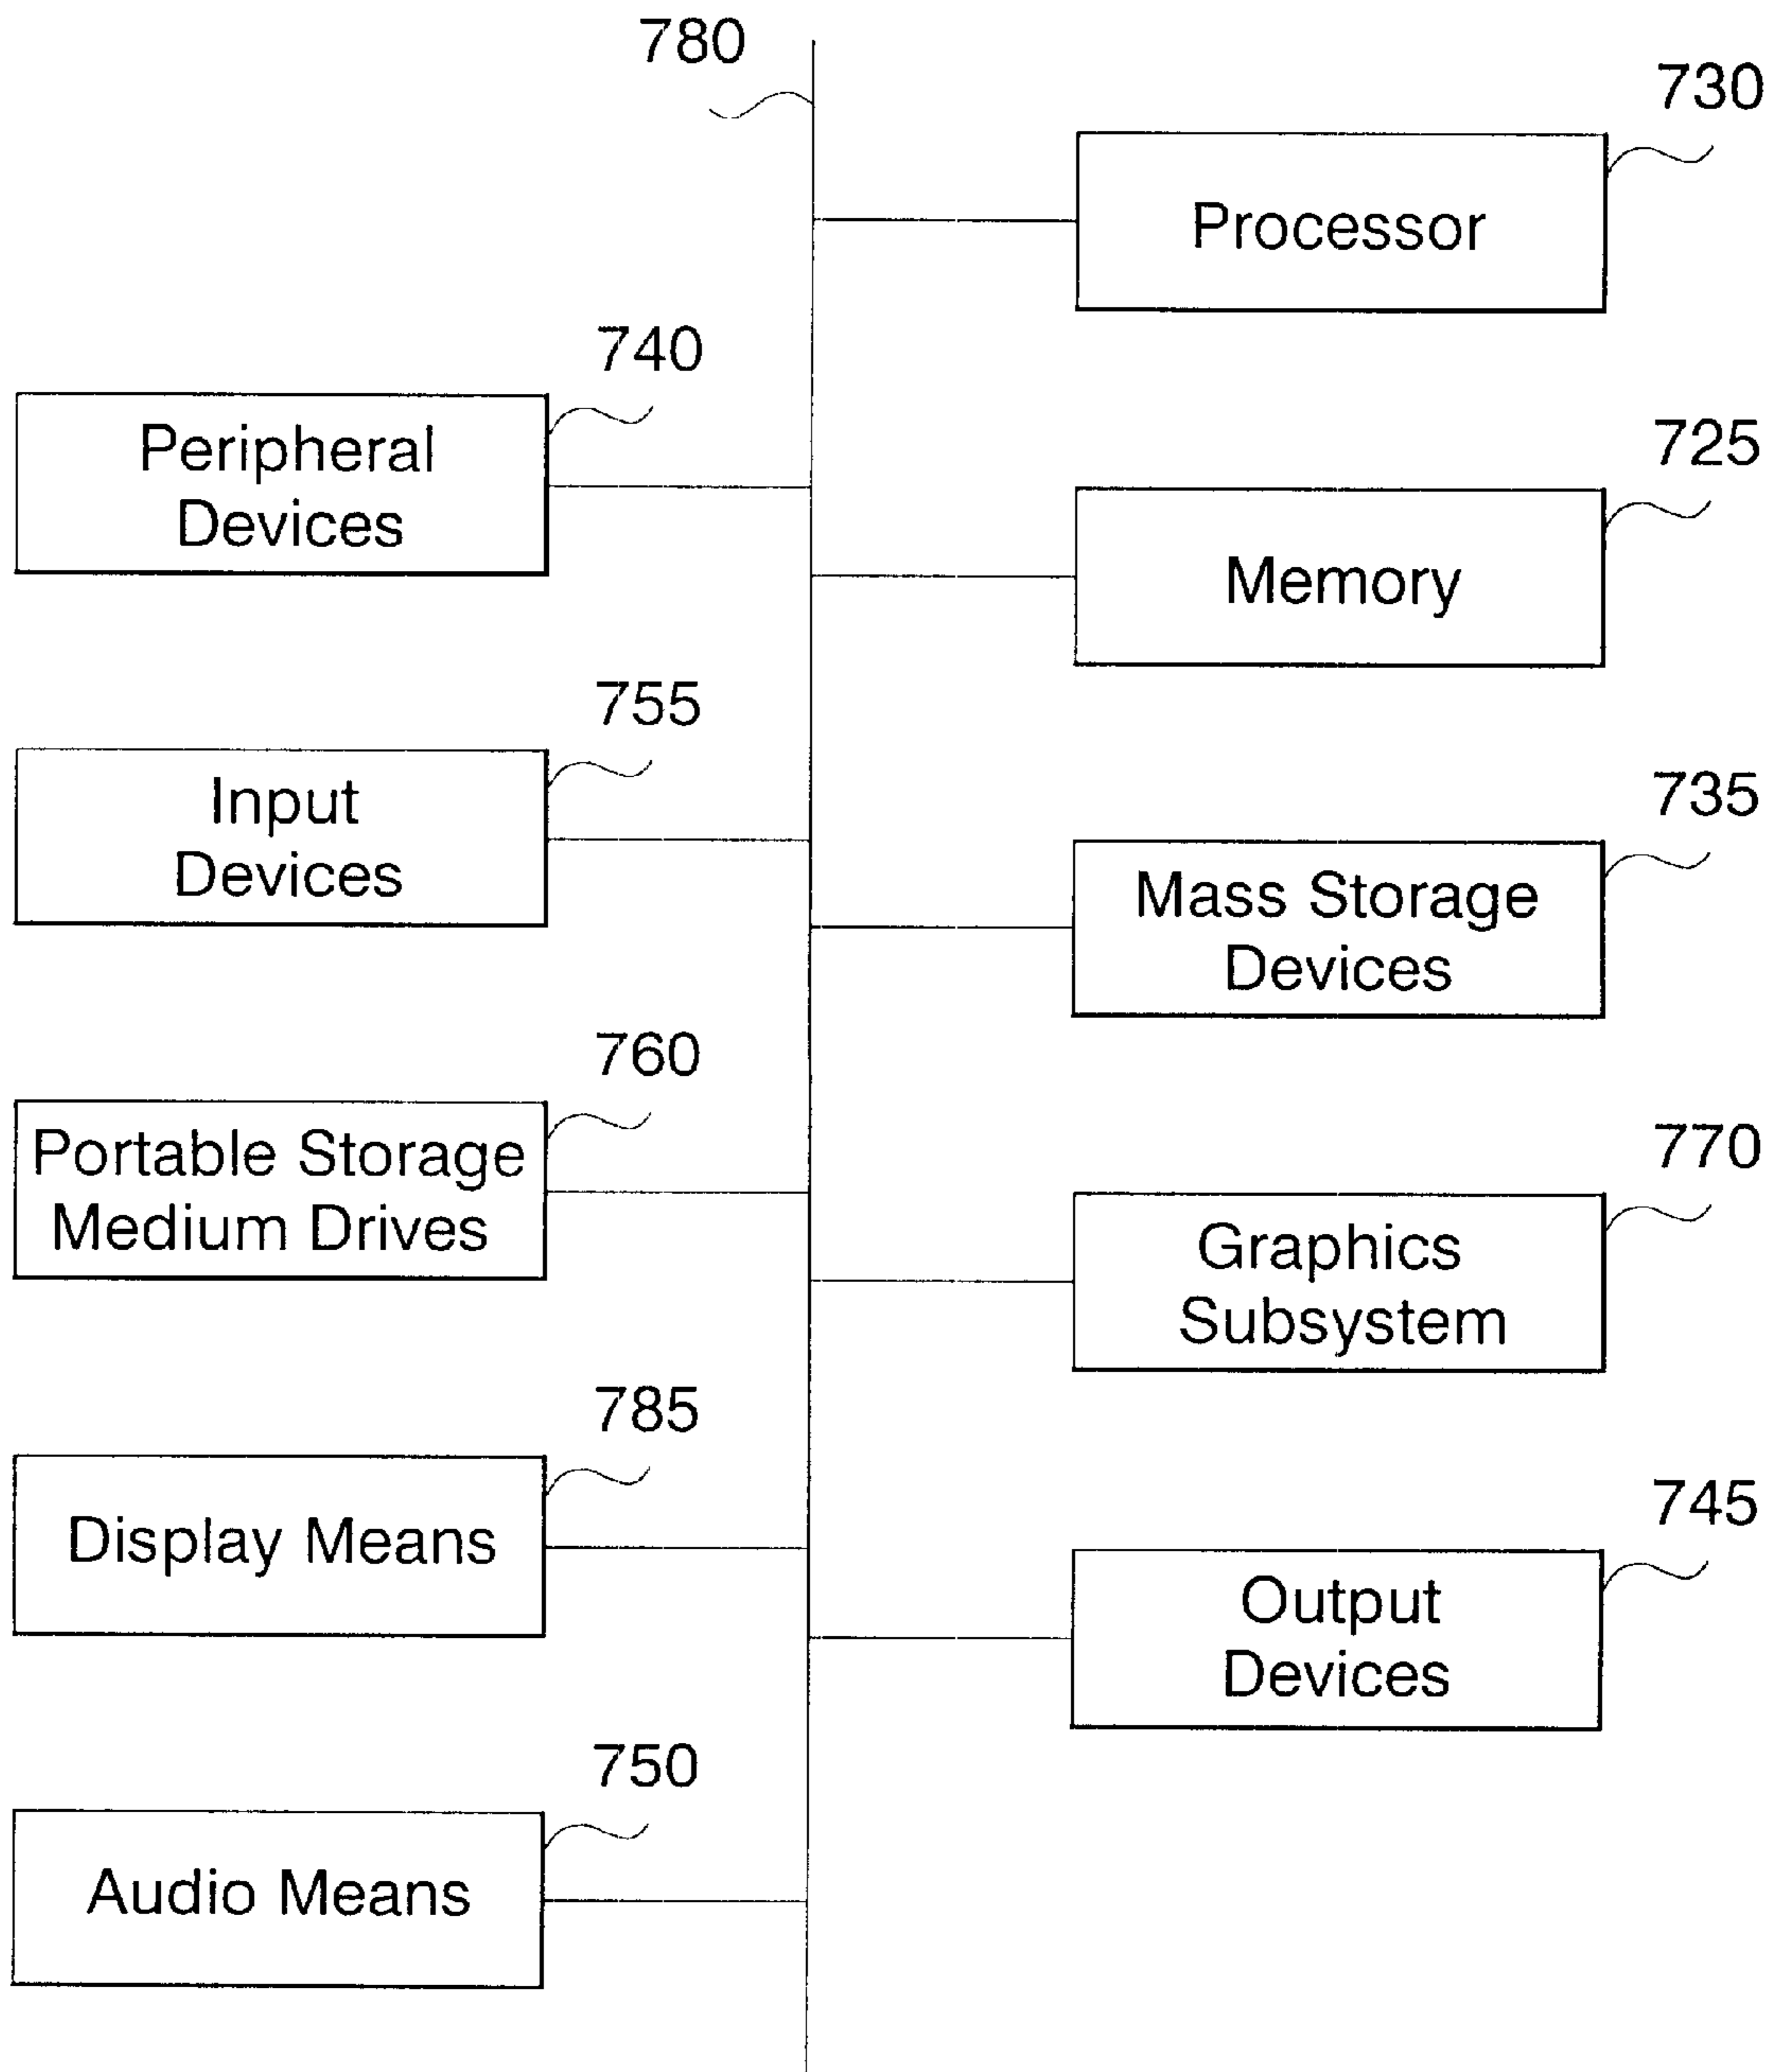 780
730
Processor
740
Peripheral
Devices
725
Memory
755
Input
Devices
735
Mass Storage
Devices
760
Portable Storage
Medium Drives
770
Graphics
Subsystem
785
Display Means
745
Output
Devices
750
Audio Means